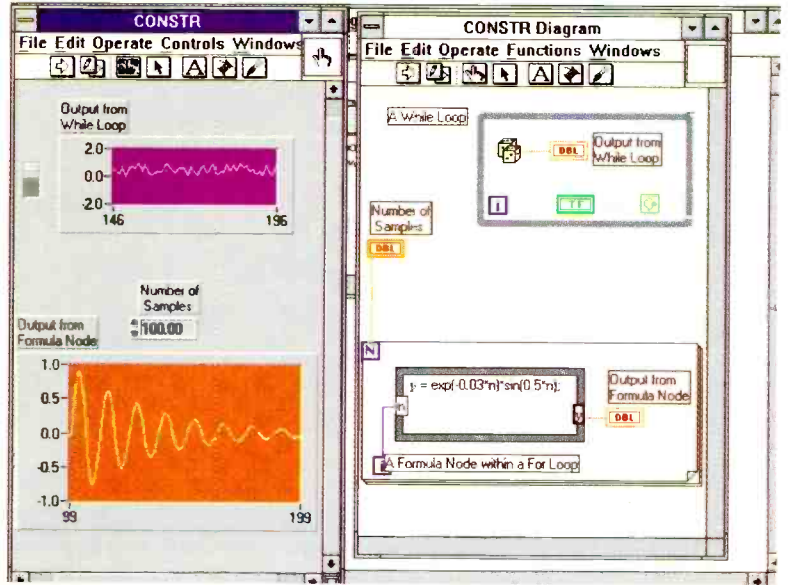 CONSTR
File Edit Operate Controls Windows
Output from
While Loop
2.0
0.0
-2.0
146
196
Number of
Samples
100.00
Output from
Formula Node
1.0
0.5
0.0
-0.5
-1.0
99
199
CONSTR Diagram
File Edit Operate Functions Windows
A While Loop
DBL
Output from
While Loop
i
TF
Number of
Samples
DBL
N
y = exp(-0.03*n)*sin(0.5*n);
n
y
Output from
Formula Node
DBL
i
A Formula Node within a For Loop